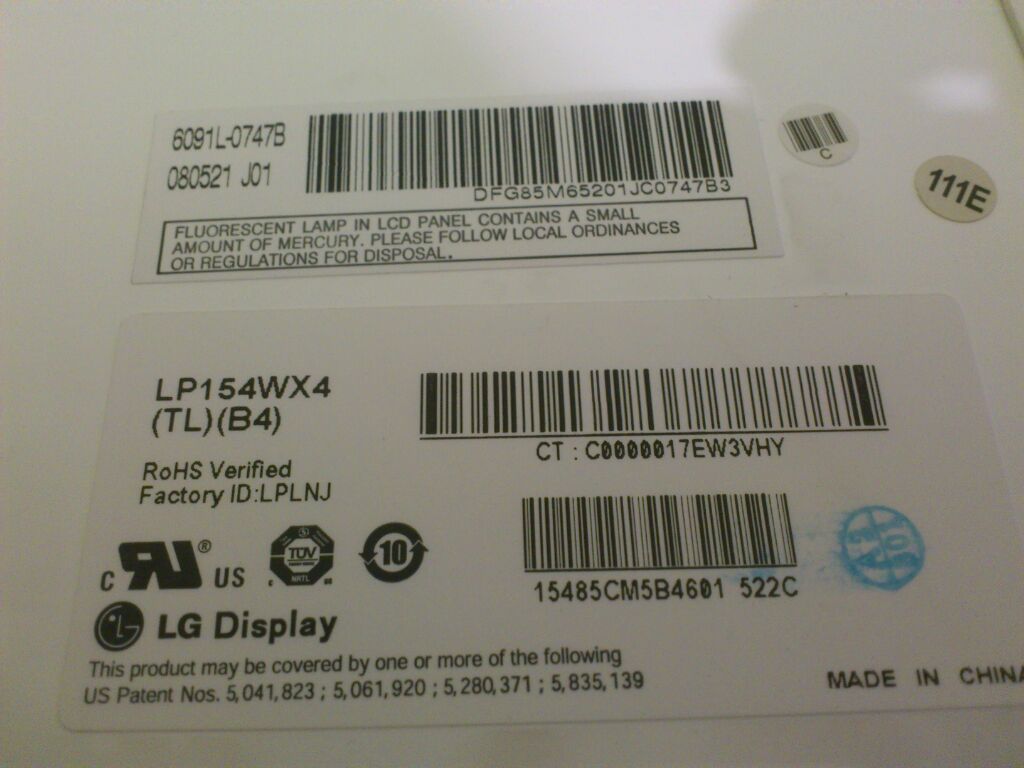 6091L-0747B
080521 J01
DFG85M65201JC0747B3
FLUORESCENT LAMP IN LCD PANEL CONTAINS A SMALL
AMOUNT OF MERCURY. PLEASE FOLLOW LOCAL ORDINANCES
OR REGULATIONS FOR DISPOSAL.
C
111E
LP154WX4
(TL)(B4)
CT : C0000017EW3VHY
RoHS Verified
Factory ID:LPLNJ
C RU ® US
TÜV
NRTL
10
15485CM5B4601 522C
LG Display
This product may be covered by one or more of the following
US Patent Nos. 5,041,823 ; 5,061,920 ; 5,280,371 ; 5,835,139
MADE IN CHINA